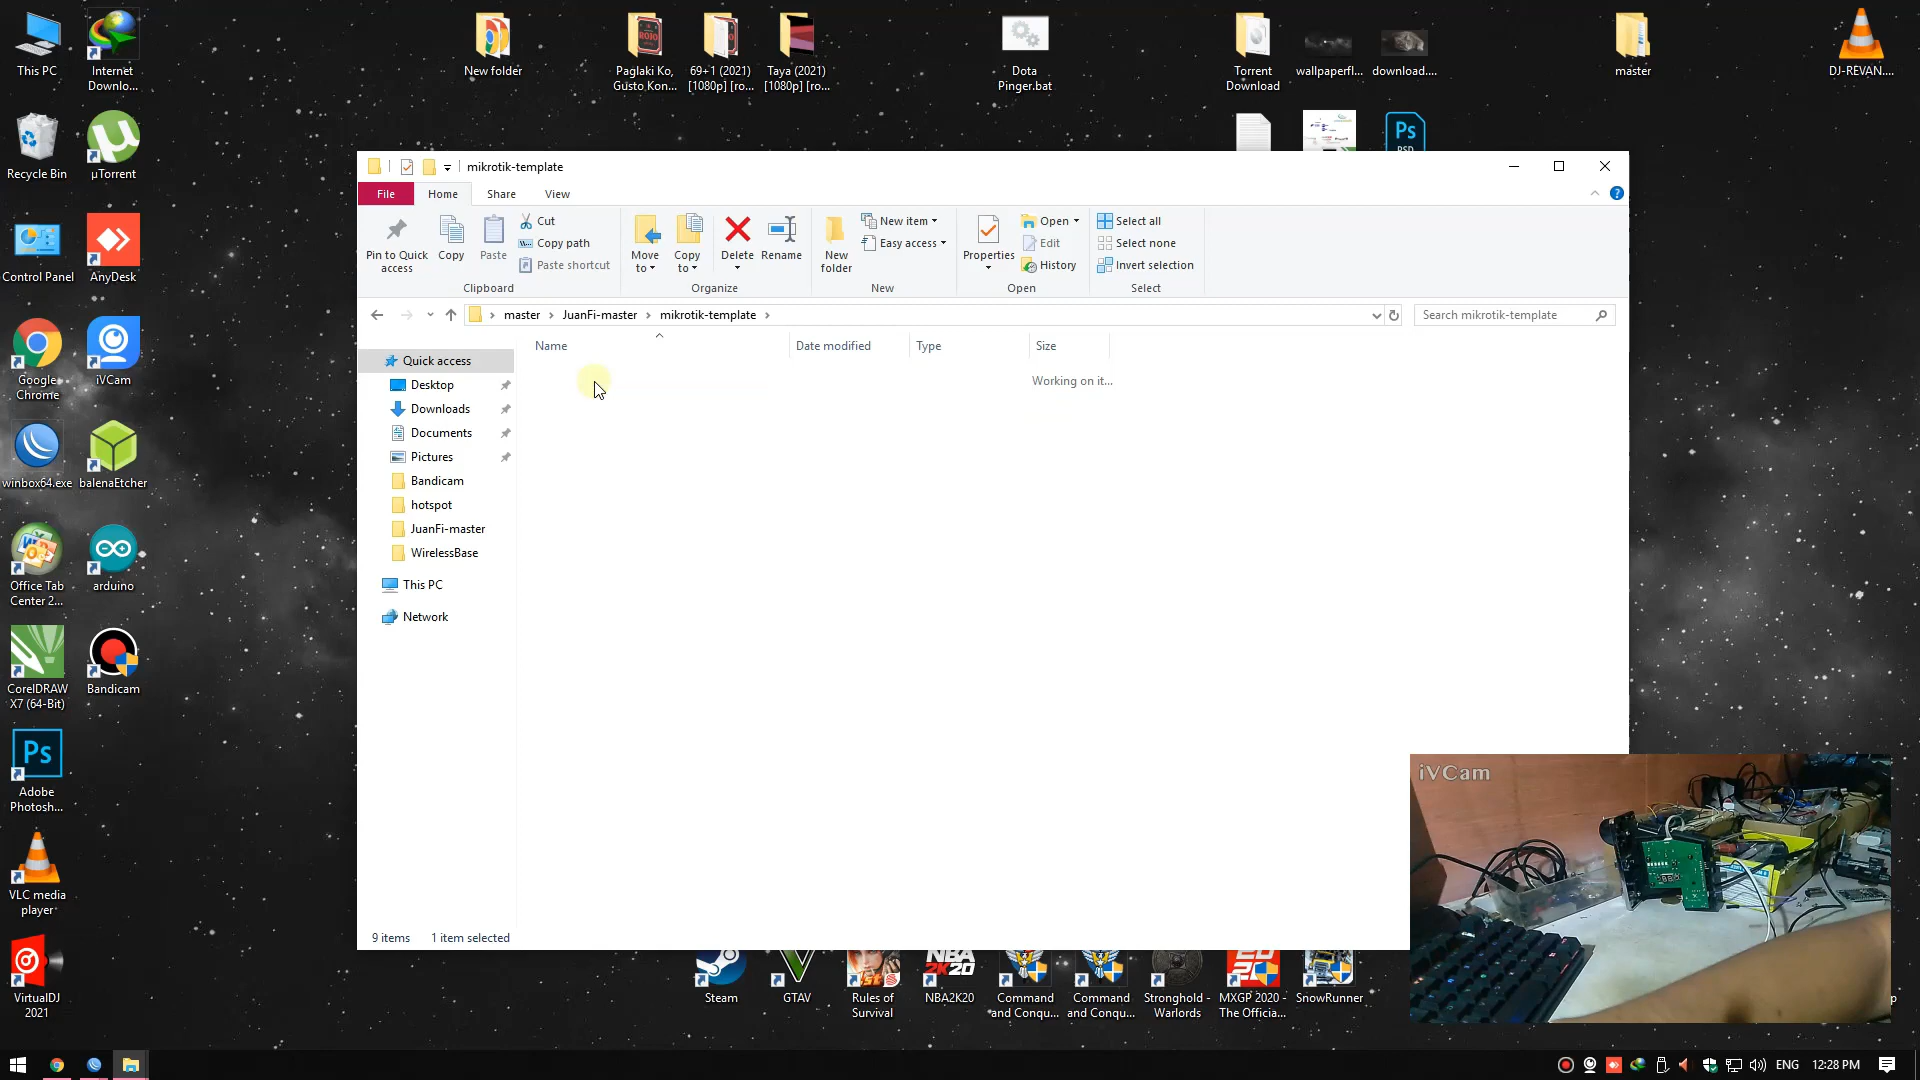 This PC
Internet
Downlo...
New folder
Paglaki Ko,
Gusto Kon...
69+1 (2021)
[1080p] [ro...
Taya (2021)
[1080p] [ro...
Dota
Pinger.bat
Torrent
Download
wallpaperfl...
download....
master
DJ-REVAN....
Recycle Bin
µTorrent
Ps
PSD
mikrotik-template
File
Home
Share
View
Pin to Quick
access
Copy
Paste
Cut
Copy path
Paste shortcut
Clipboard
Move
to
Copy
to
Delete
Rename
Organize
New
folder
New item
Easy access
New
Properties
Open
Edit
History
Open
Select all
Select none
Invert selection
Select
Control Panel
AnyDesk
master
JuanFi-master
mikrotik-template
Search mikrotik-template
Name
Date modified
Type
Size
Working on it...
Quick access
Desktop
Downloads
Documents
Pictures
Bandicam
hotspot
JuanFi-master
WirelessBase
This PC
Network
9 items
1 item selected
Google
Chrome
iVCam
winbox64.exe
balenaEtcher
Office Tab
Center 2...
arduino
CorelDRAW
X7 (64-Bit)
Bandicam
Ps
Adobe
Photosh...
VLC media
player
VirtualDJ
2021
iVCam
Steam
GTAV
Rules of
Survival
NBA
2K20
NBA2K20
Command
and Conqu...
Command
and Conqu...
Stronghold -
Warlords
MXGP 2020 -
The Officia...
SnowRunner
ENG
12:28 PM